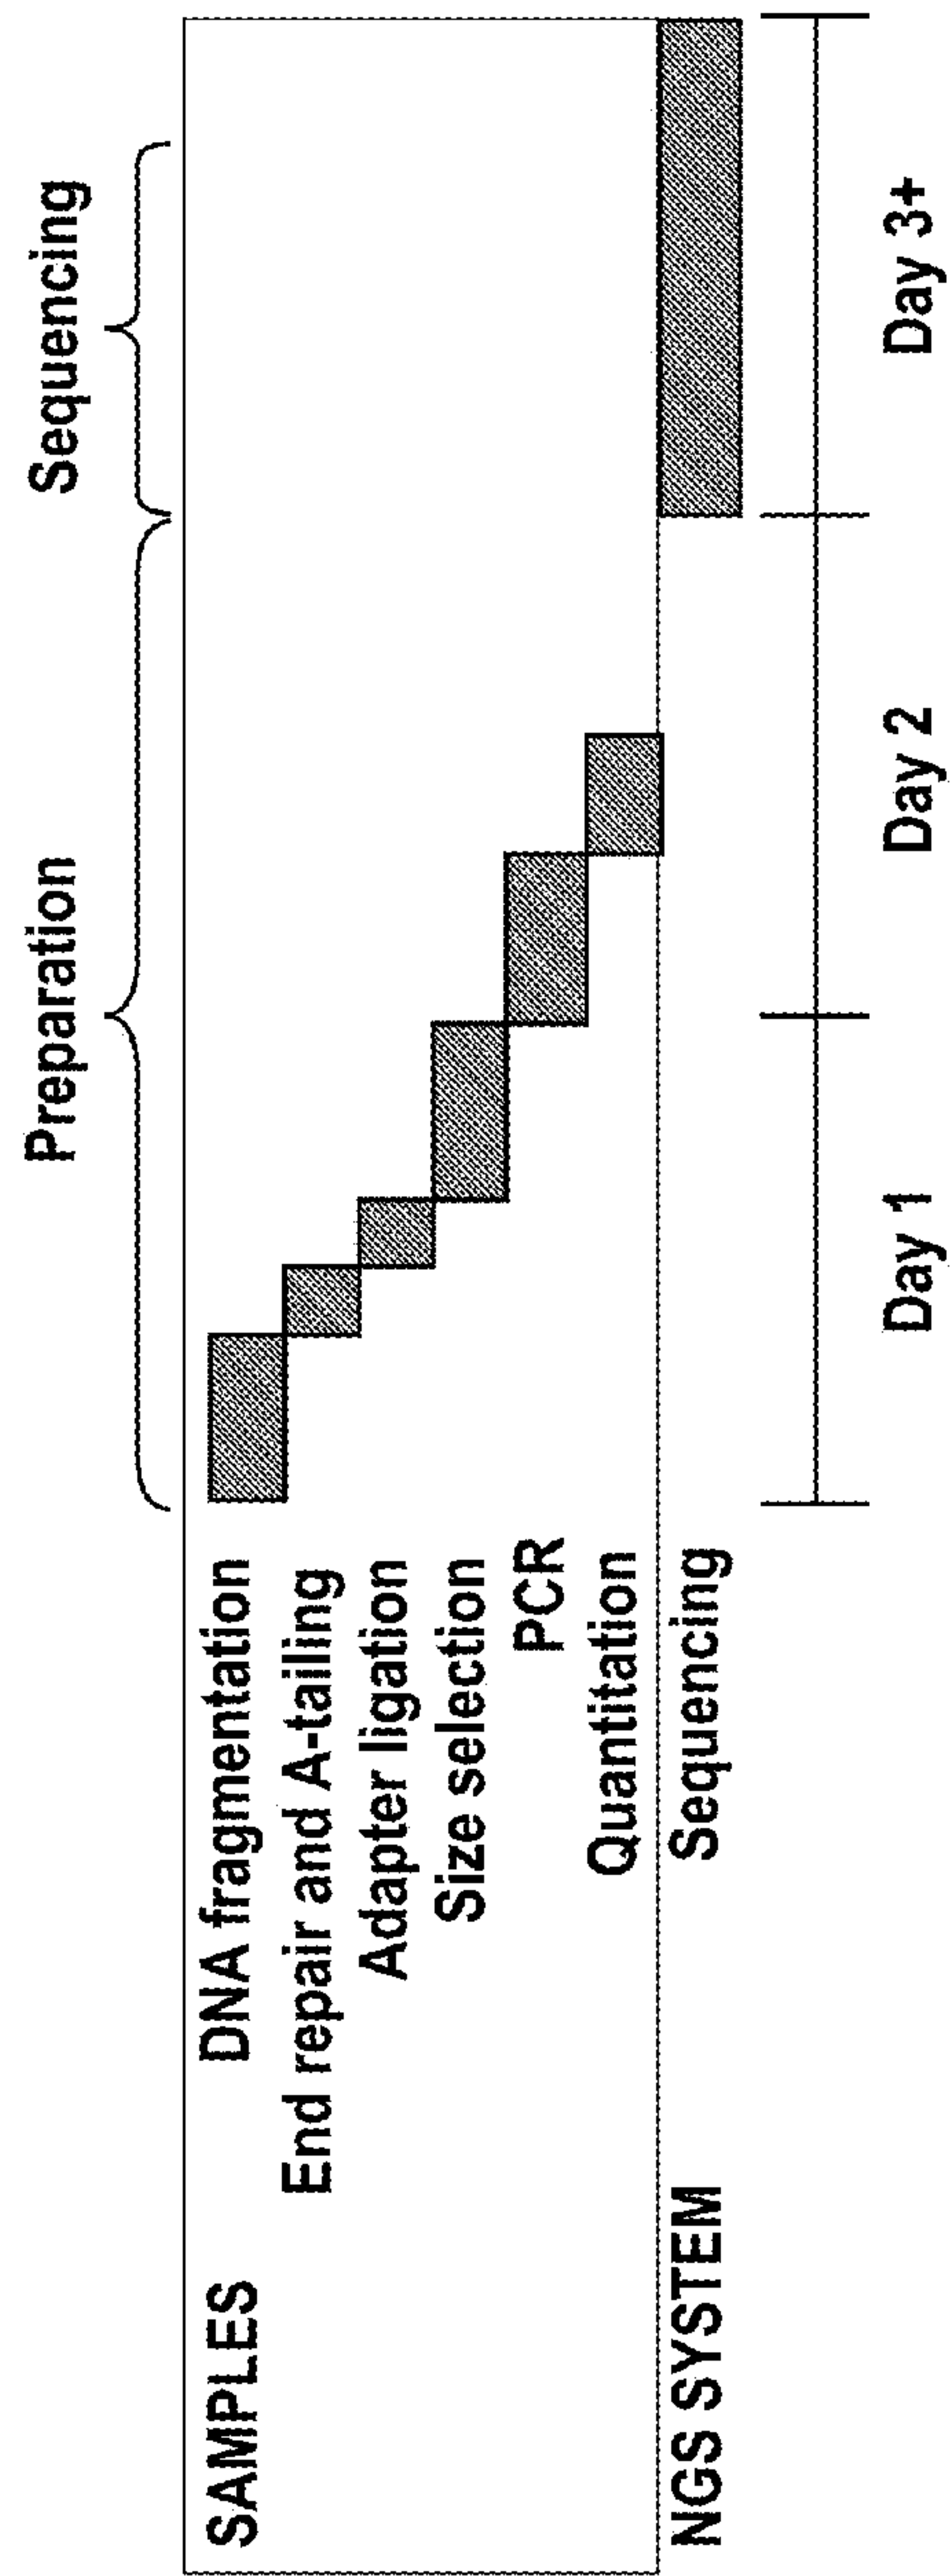 Preparation
Sequencing
SAMPLES
DNA fragmentation
End repair and A-tailing
Adapter ligation
Size selection
PCR
Quantitation
NGS SYSTEM
Sequencing
Day 1
Day 2
Day 3+